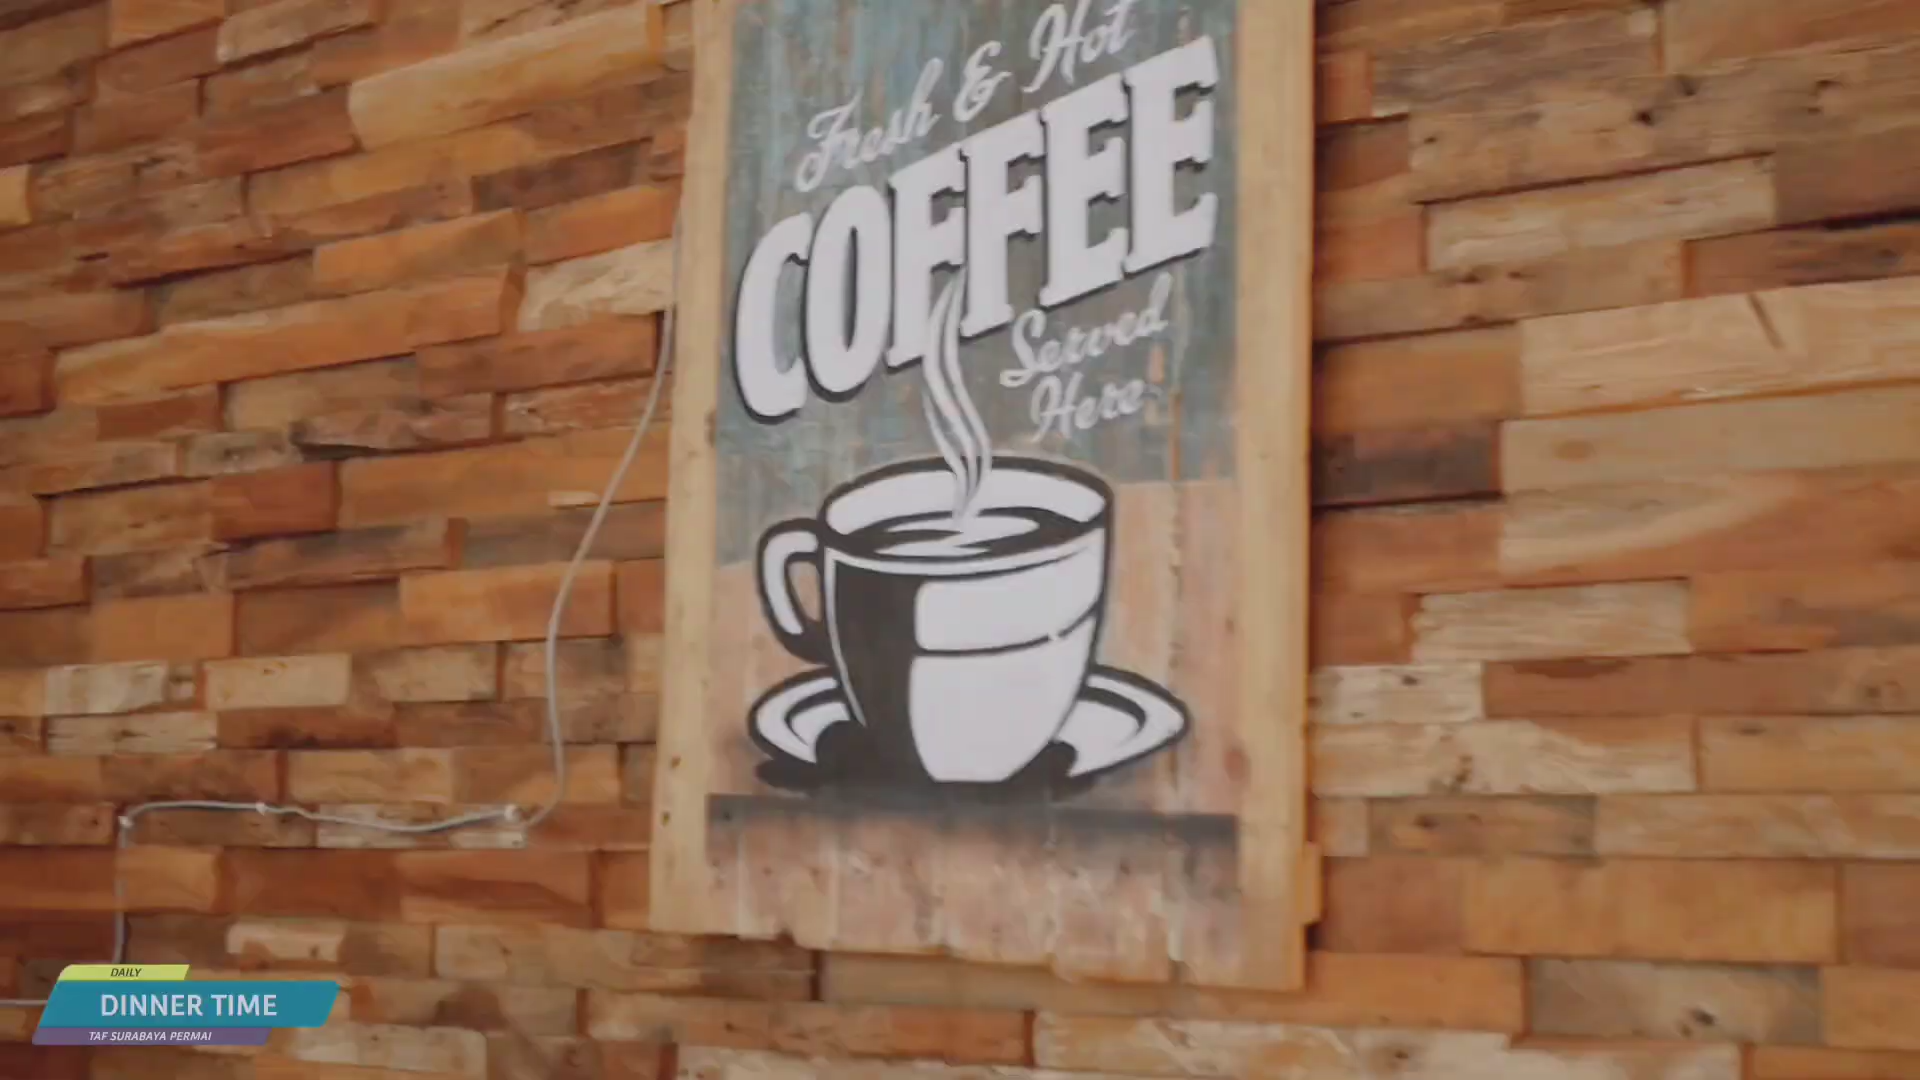 Fresh & Hot
COFFEE
Served
Here
DAILY
DINNER TIME
TAF SURABAYA PERMAI